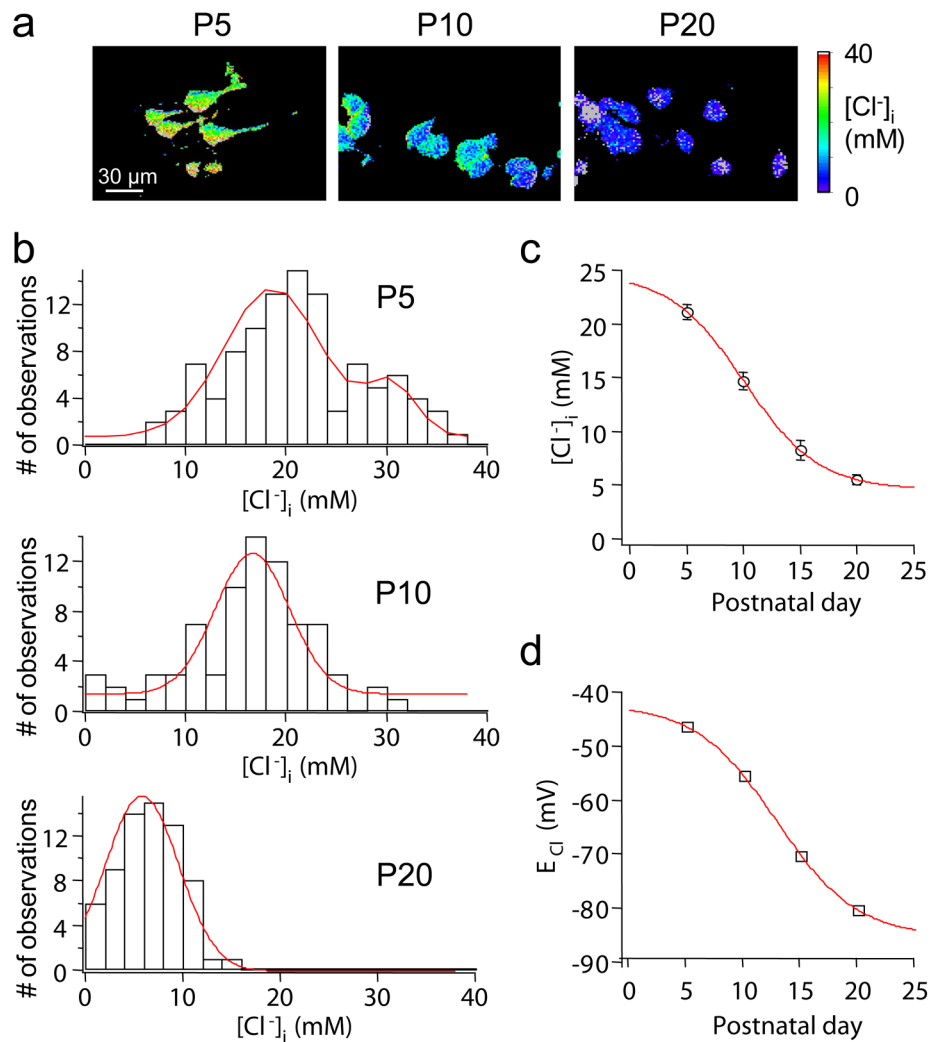 a
P5 P10 P20
40
[Cl-]i
(mM)
0
30 μm
b
# of observations
12
8
4
0
P5
0 10 20 30 40
[Cl-]i (mM)
# of observations
12
8
4
0
P10
0 10 20 30 40
[Cl-]i (mM)
# of observations
12
8
4
0
P20
0 10 20 30 40
[Cl-]i (mM)
c
[Cl-]i (mM)
25
20
15
10
5
0
0 5 10 15 20 25
Postnatal day
d
ECl (mV)
-40
-50
-60
-70
-80
-90
0 5 10 15 20 25
Postnatal day